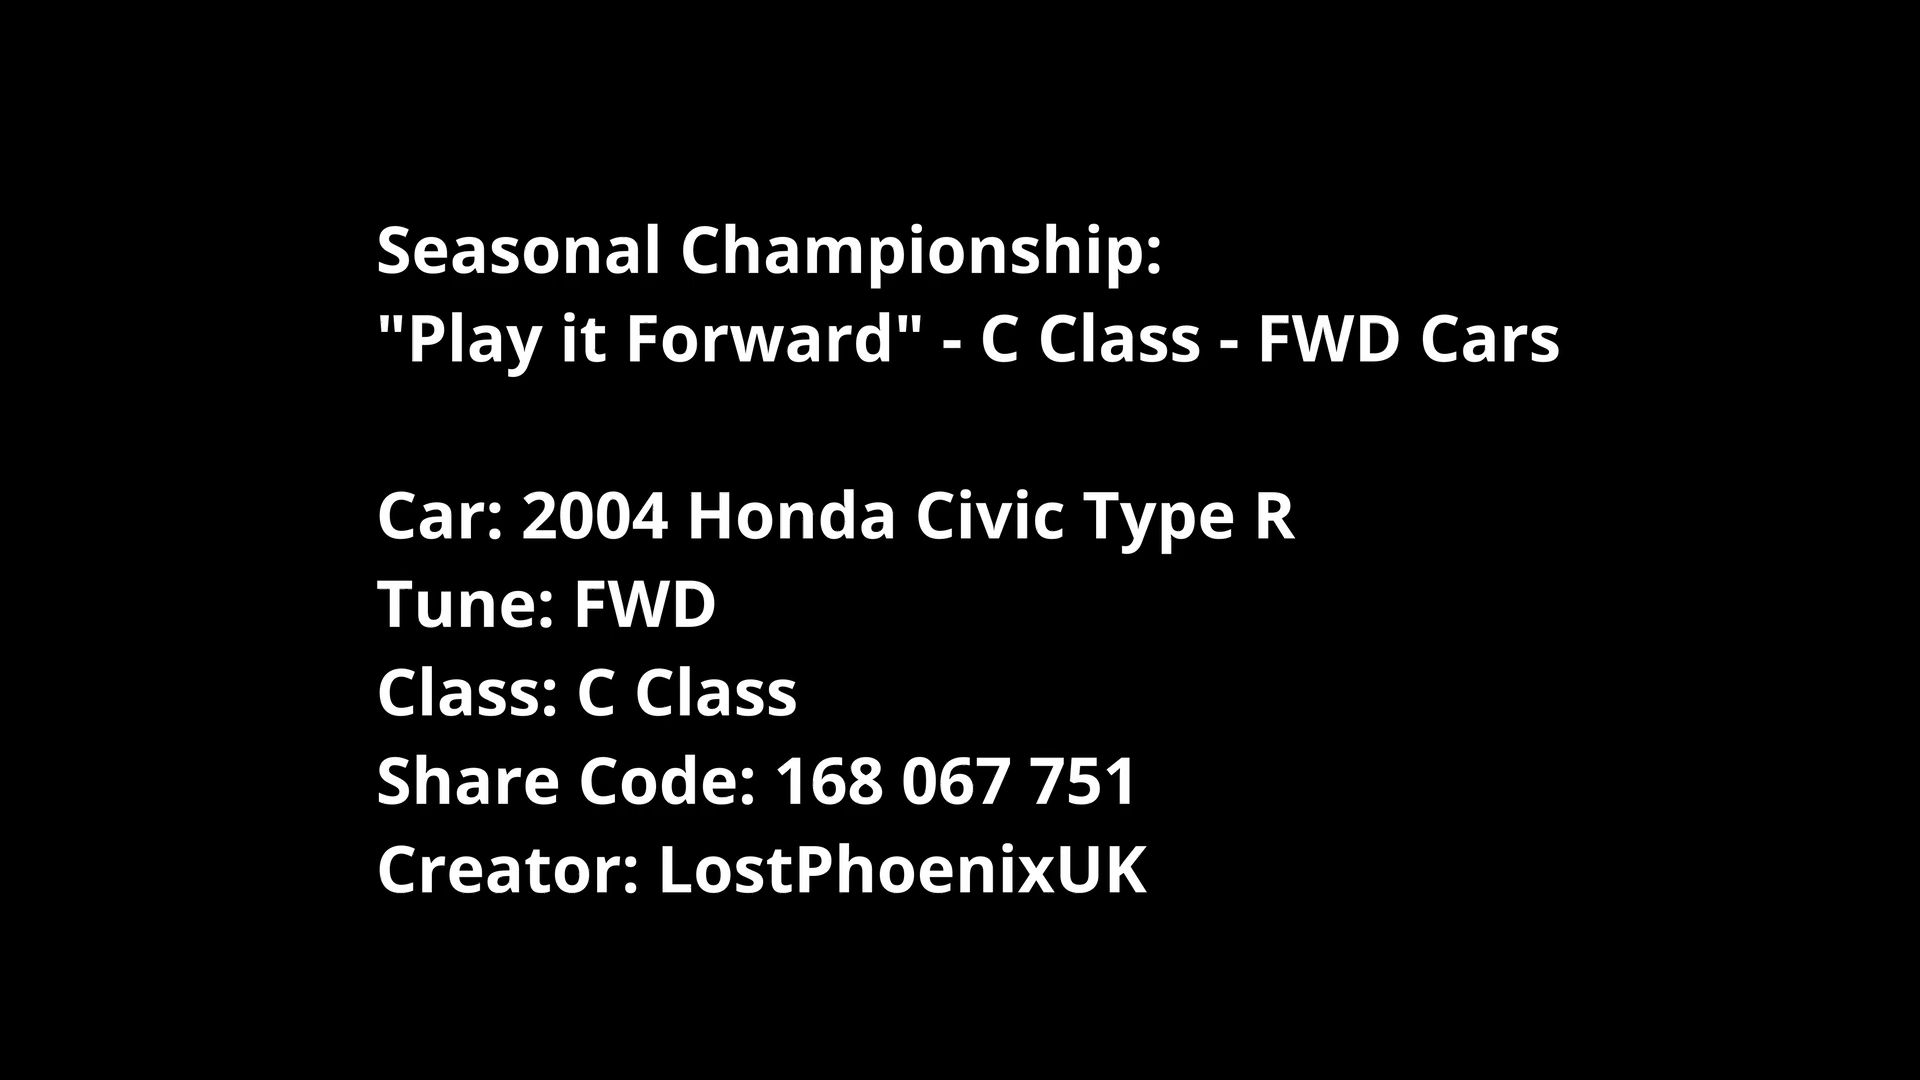 Seasonal Championship:
"Play it Forward" - C Class - FWD Cars
Car: 2004 Honda Civic Type R
Tune: FWD
Class: C Class
Share Code: 168 067 751
Creator: LostPhoenixUK